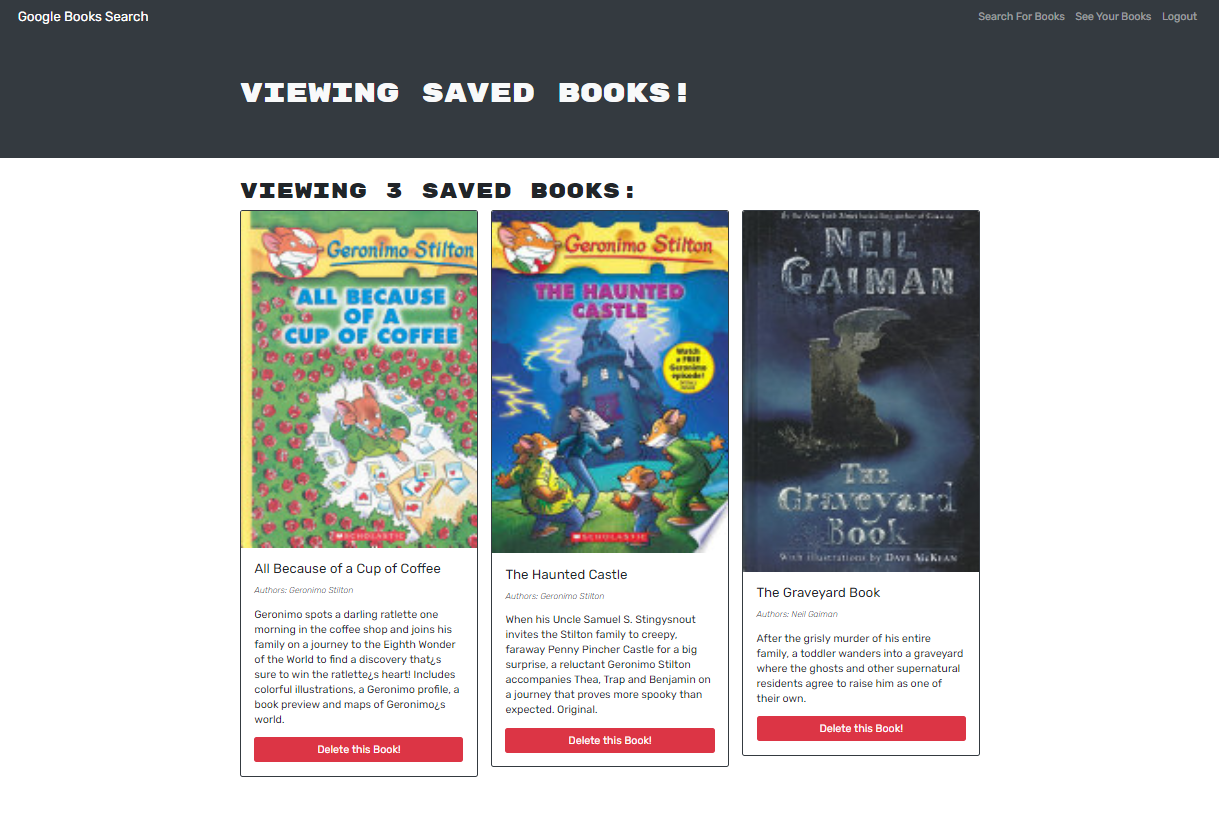 Google Books Search
Search For Books See Your Books Logout
VIEWING SAVED BOOKS!
VIEWING 3 SAVED BOOKS:
Geronimo Stilton
ALL BECAUSE
OF A
CUP OF COFFEE
SCHOLASTIC
All Because of a Cup of Coffee
Authors: Geronimo Stilton
Geronimo spots a darling ratlette one
morning in the coffee shop and joins his
family on a journey to the Eighth Wonder
of the World to find a discovery that¿s
sure to win the ratlette¿s heart! Includes
colorful illustrations, a Geronimo profile, a
book preview and maps of Geronimo¿s
world.
Delete this Book!
Geronimo Stilton
THE HAUNTED
CASTLE
Watch
a FREE
Geronimo
episode!
SCHOLASTIC
The Haunted Castle
Authors: Geronimo Stilton
When his Uncle Samuel S. Stingysnout
invites the Stilton family to creepy,
faraway Penny Pincher Castle for a big
surprise, a reluctant Geronimo Stilton
accompanies Thea, Trap and Benjamin on
a journey that proves more spooky than
expected. Original.
Delete this Book!
By the New York Times bestselling author of
NEIL
GAIMAN
THE
GRAVEYARD
BOOK
With illustrations by DAVE MCKEAN
The Graveyard Book
Authors: Neil Gaiman
After the grisly murder of his entire
family, a toddler wanders into a graveyard
where the ghosts and other supernatural
residents agree to raise him as one of
their own.
Delete this Book!